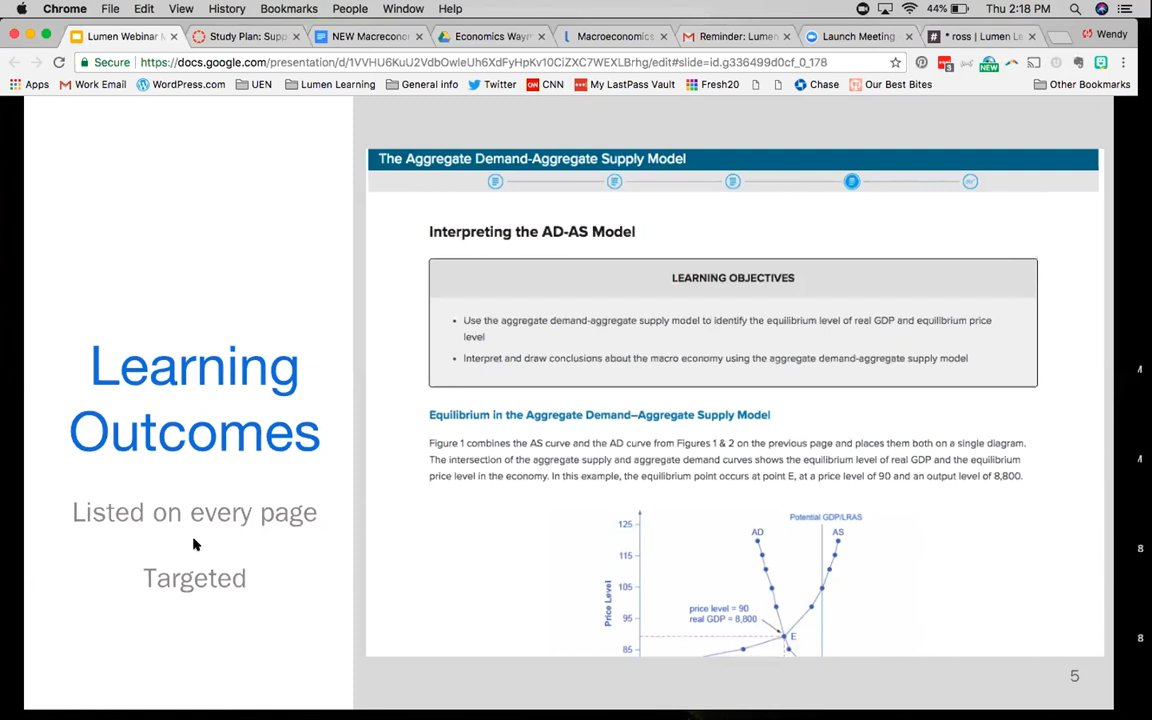 Chrome File Edit View History Bookmarks People Window Help 44% Thu 2:18 PM
Lumen Webinar Study Plan: Supp NEW Macrecon Economics Waym Macroeconomics Reminder: Lumen Launch Meeting * ross | Lumen Le Wendy
Secure https://docs.google.com/presentation/d/1VVHU6KuU2VdbOwleUh6XdFyHpKv10CiZXC7WEXLBrhg/edit#slide=id.g336499d0cf_0_178
Apps Work Email WordPress.com UEN Lumen Learning General info Twitter CNN My LastPass Vault Fresh20 Chase Our Best Bites Other Bookmarks
The Aggregate Demand-Aggregate Supply Model
Interpreting the AD-AS Model
LEARNING OBJECTIVES
• Use the aggregate demand-aggregate supply model to identify the equilibrium level of real GDP and equilibrium price
level
• Interpret and draw conclusions about the macro economy using the aggregate demand-aggregate supply model
Learning
Outcomes
Listed on every page
Targeted
Equilibrium in the Aggregate Demand–Aggregate Supply Model
Figure 1 combines the AS curve and the AD curve from Figures 1 & 2 on the previous page and places them both on a single diagram.
The intersection of the aggregate supply and aggregate demand curves shows the equilibrium level of real GDP and the equilibrium
price level in the economy. In this example, the equilibrium point occurs at point E, at a price level of 90 and an output level of 8,800.
Potential GDP/LRAS
125
AD
AS
115
105
Price Level
price level = 90
real GDP = 8,800
95
E
85
5
8
8